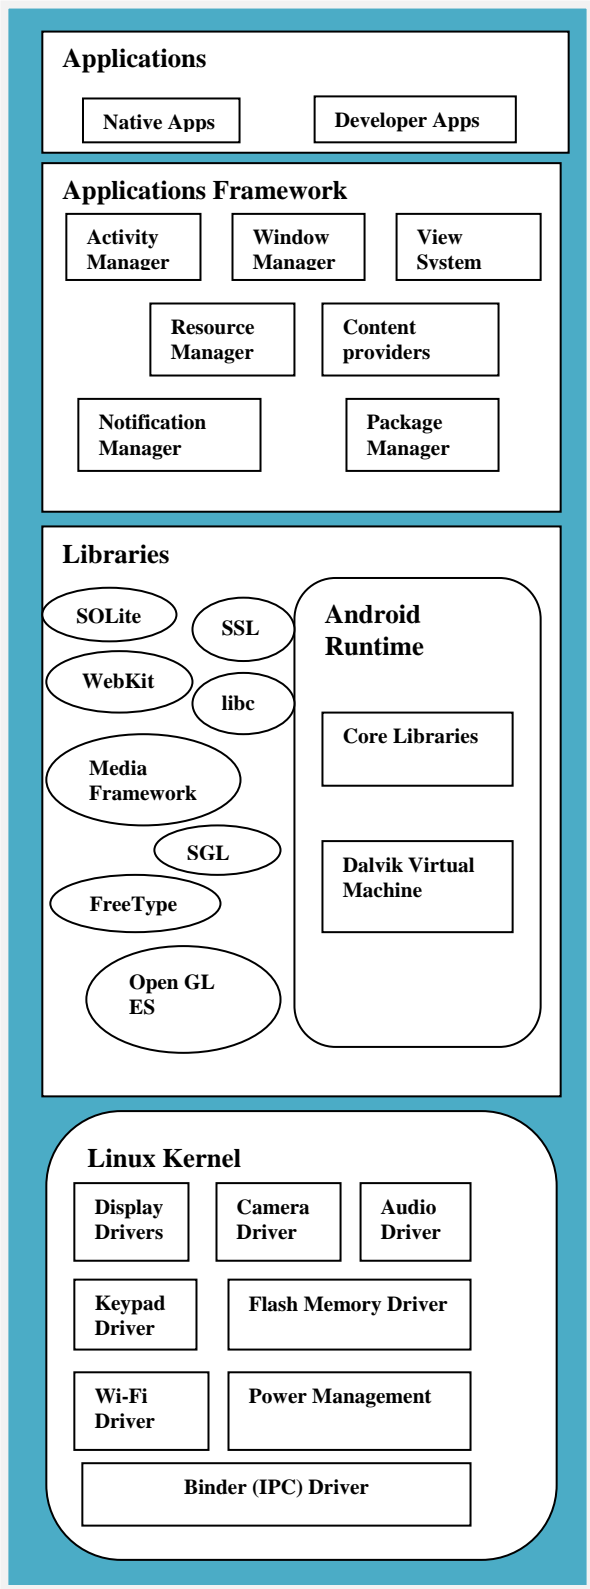 Applications
Native Apps
Developer Apps
Applications Framework
Activity
Manager
Window
Manager
View
System
Resource
Manager
Content
providers
Notification
Manager
Package
Manager
Libraries
SQLite
SSL
WebKit
libc
Media
Framework
SGL
FreeType
Open GL
ES
Android
Runtime
Core Libraries
Dalvik Virtual
Machine
Linux Kernel
Display
Drivers
Camera
Driver
Audio
Driver
Keypad
Driver
Flash Memory Driver
Wi-Fi
Driver
Power Management
Binder (IPC) Driver